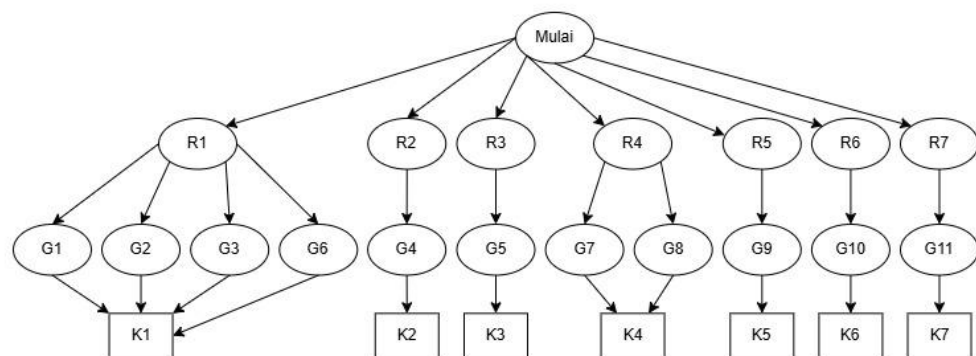 Mulai
R1 R2 R3 R4 R5 R6 R7
G1 G2 G3 G6 G4 G5 G7 G8 G9 G10 G11
K1 K2 K3 K4 K5 K6 K7